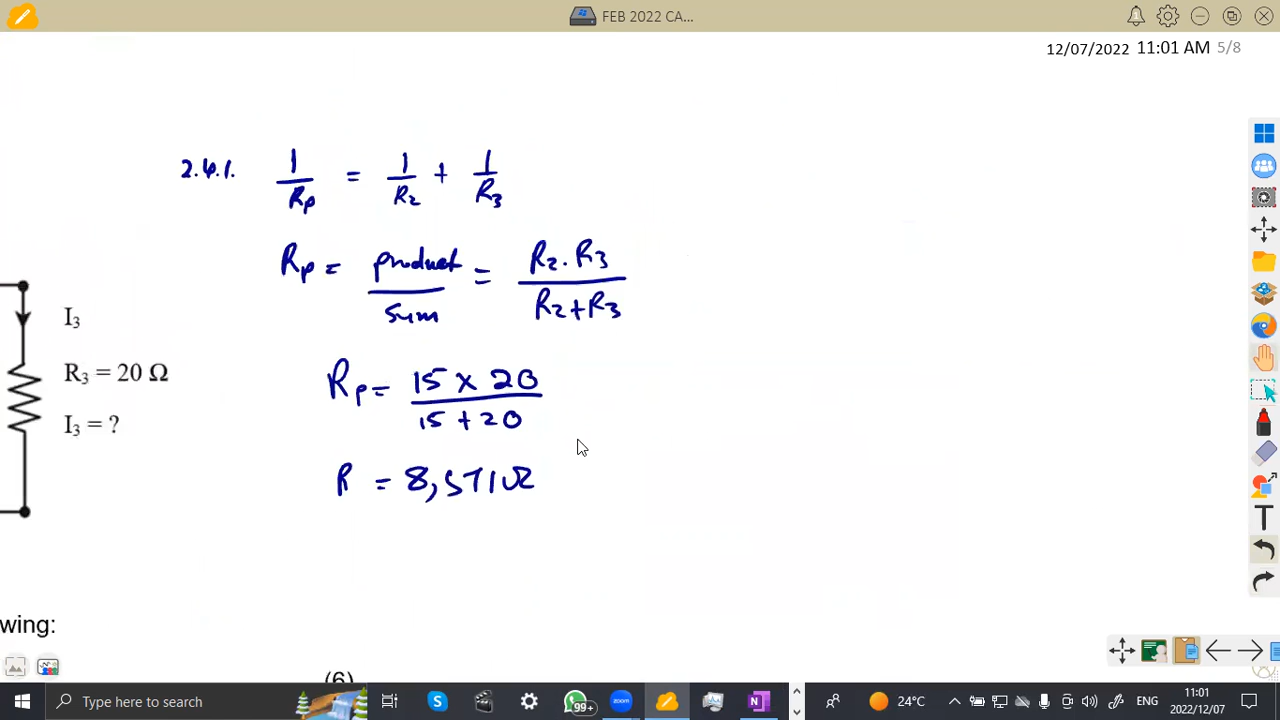 FEB 2022 CA...
12/07/2022 11:01 AM 5/8
2.4.1. 1/Rp = 1/R2 + 1/R3
Rp = product/sum = R2.R3/R2+R3
I3
R3 = 20 Ω
I3 = ?
Rp = 15 x 20/15 + 20
R = 8,571Ω
wing:
(6)
T
Type here to search
99+
zoom
24°C
ENG
11:01
2022/12/07